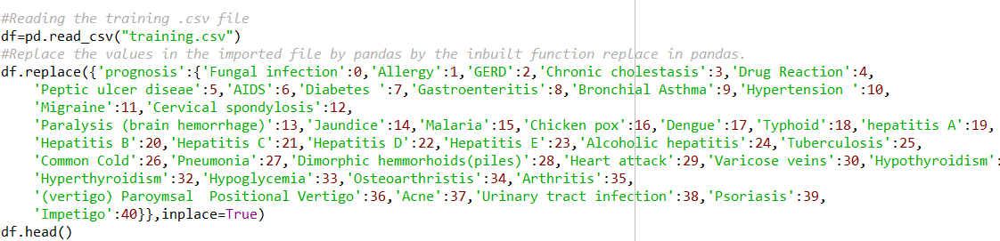 #Reading the training .csv file
df=pd.read_csv("training.csv")
#Replace the values in the imported file by pandas by the inbuilt function replace in pandas.
df.replace({'prognosis':{'Fungal infection':0,'Allergy':1,'GERD':2,'Chronic cholestasis':3,'Drug Reaction':4,
    'Peptic ulcer diseae':5,'AIDS':6,'Diabetes ':7,'Gastroenteritis':8,'Bronchial Asthma':9,'Hypertension ':10,
    'Migraine':11,'Cervical spondylosis':12,
    'Paralysis (brain hemorrhage)':13,'Jaundice':14,'Malaria':15,'Chicken pox':16,'Dengue':17,'Typhoid':18,'hepatitis A':19,
    'Hepatitis B':20,'Hepatitis C':21,'Hepatitis D':22,'Hepatitis E':23,'Alcoholic hepatitis':24,'Tuberculosis':25,
    'Common Cold':26,'Pneumonia':27,'Dimorphic hemmorhoids(piles)':28,'Heart attack':29,'Varicose veins':30,'Hypothyroidism':
    'Hyperthyroidism':32,'Hypoglycemia':33,'Osteoarthristis':34,'Arthritis':35,
    '(vertigo) Paroymsal  Positional Vertigo':36,'Acne':37,'Urinary tract infection':38,'Psoriasis':39,
    'Impetigo':40}},inplace=True)
df.head()